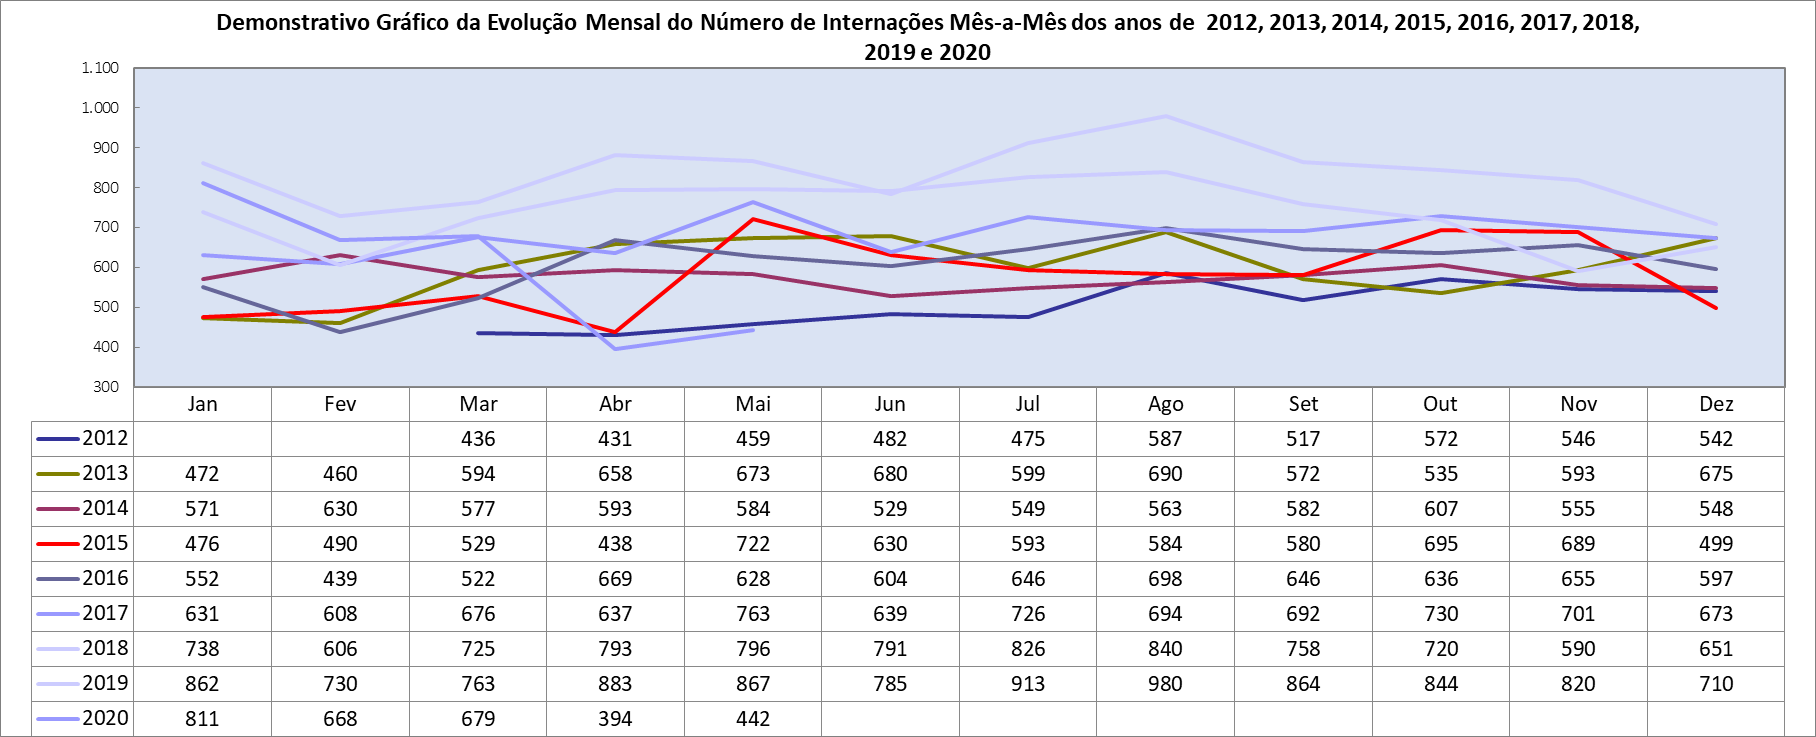 Demonstrativo Gráfico da Evolução Mensal do Número de Internações Mês-a-Mês dos anos de 2012, 2013, 2014, 2015, 2016, 2017, 2018,
2019 e 2020
1.100
1.000
900
800
700
600
500
400
300
Jan Fev Mar Abr Mai Jun Jul Ago Set Out Nov Dez
2012 436 431 459 482 475 587 517 572 546 542
2013 472 460 594 658 673 680 599 690 572 535 593 675
2014 571 630 577 593 584 529 549 563 582 607 555 548
2015 476 490 529 438 722 630 593 584 580 695 689 499
2016 552 439 522 669 628 604 646 698 646 636 655 597
2017 631 608 676 637 763 639 726 694 692 730 701 673
2018 738 606 725 793 796 791 826 840 758 720 590 651
2019 862 730 763 883 867 785 913 980 864 844 820 710
2020 811 668 679 394 442